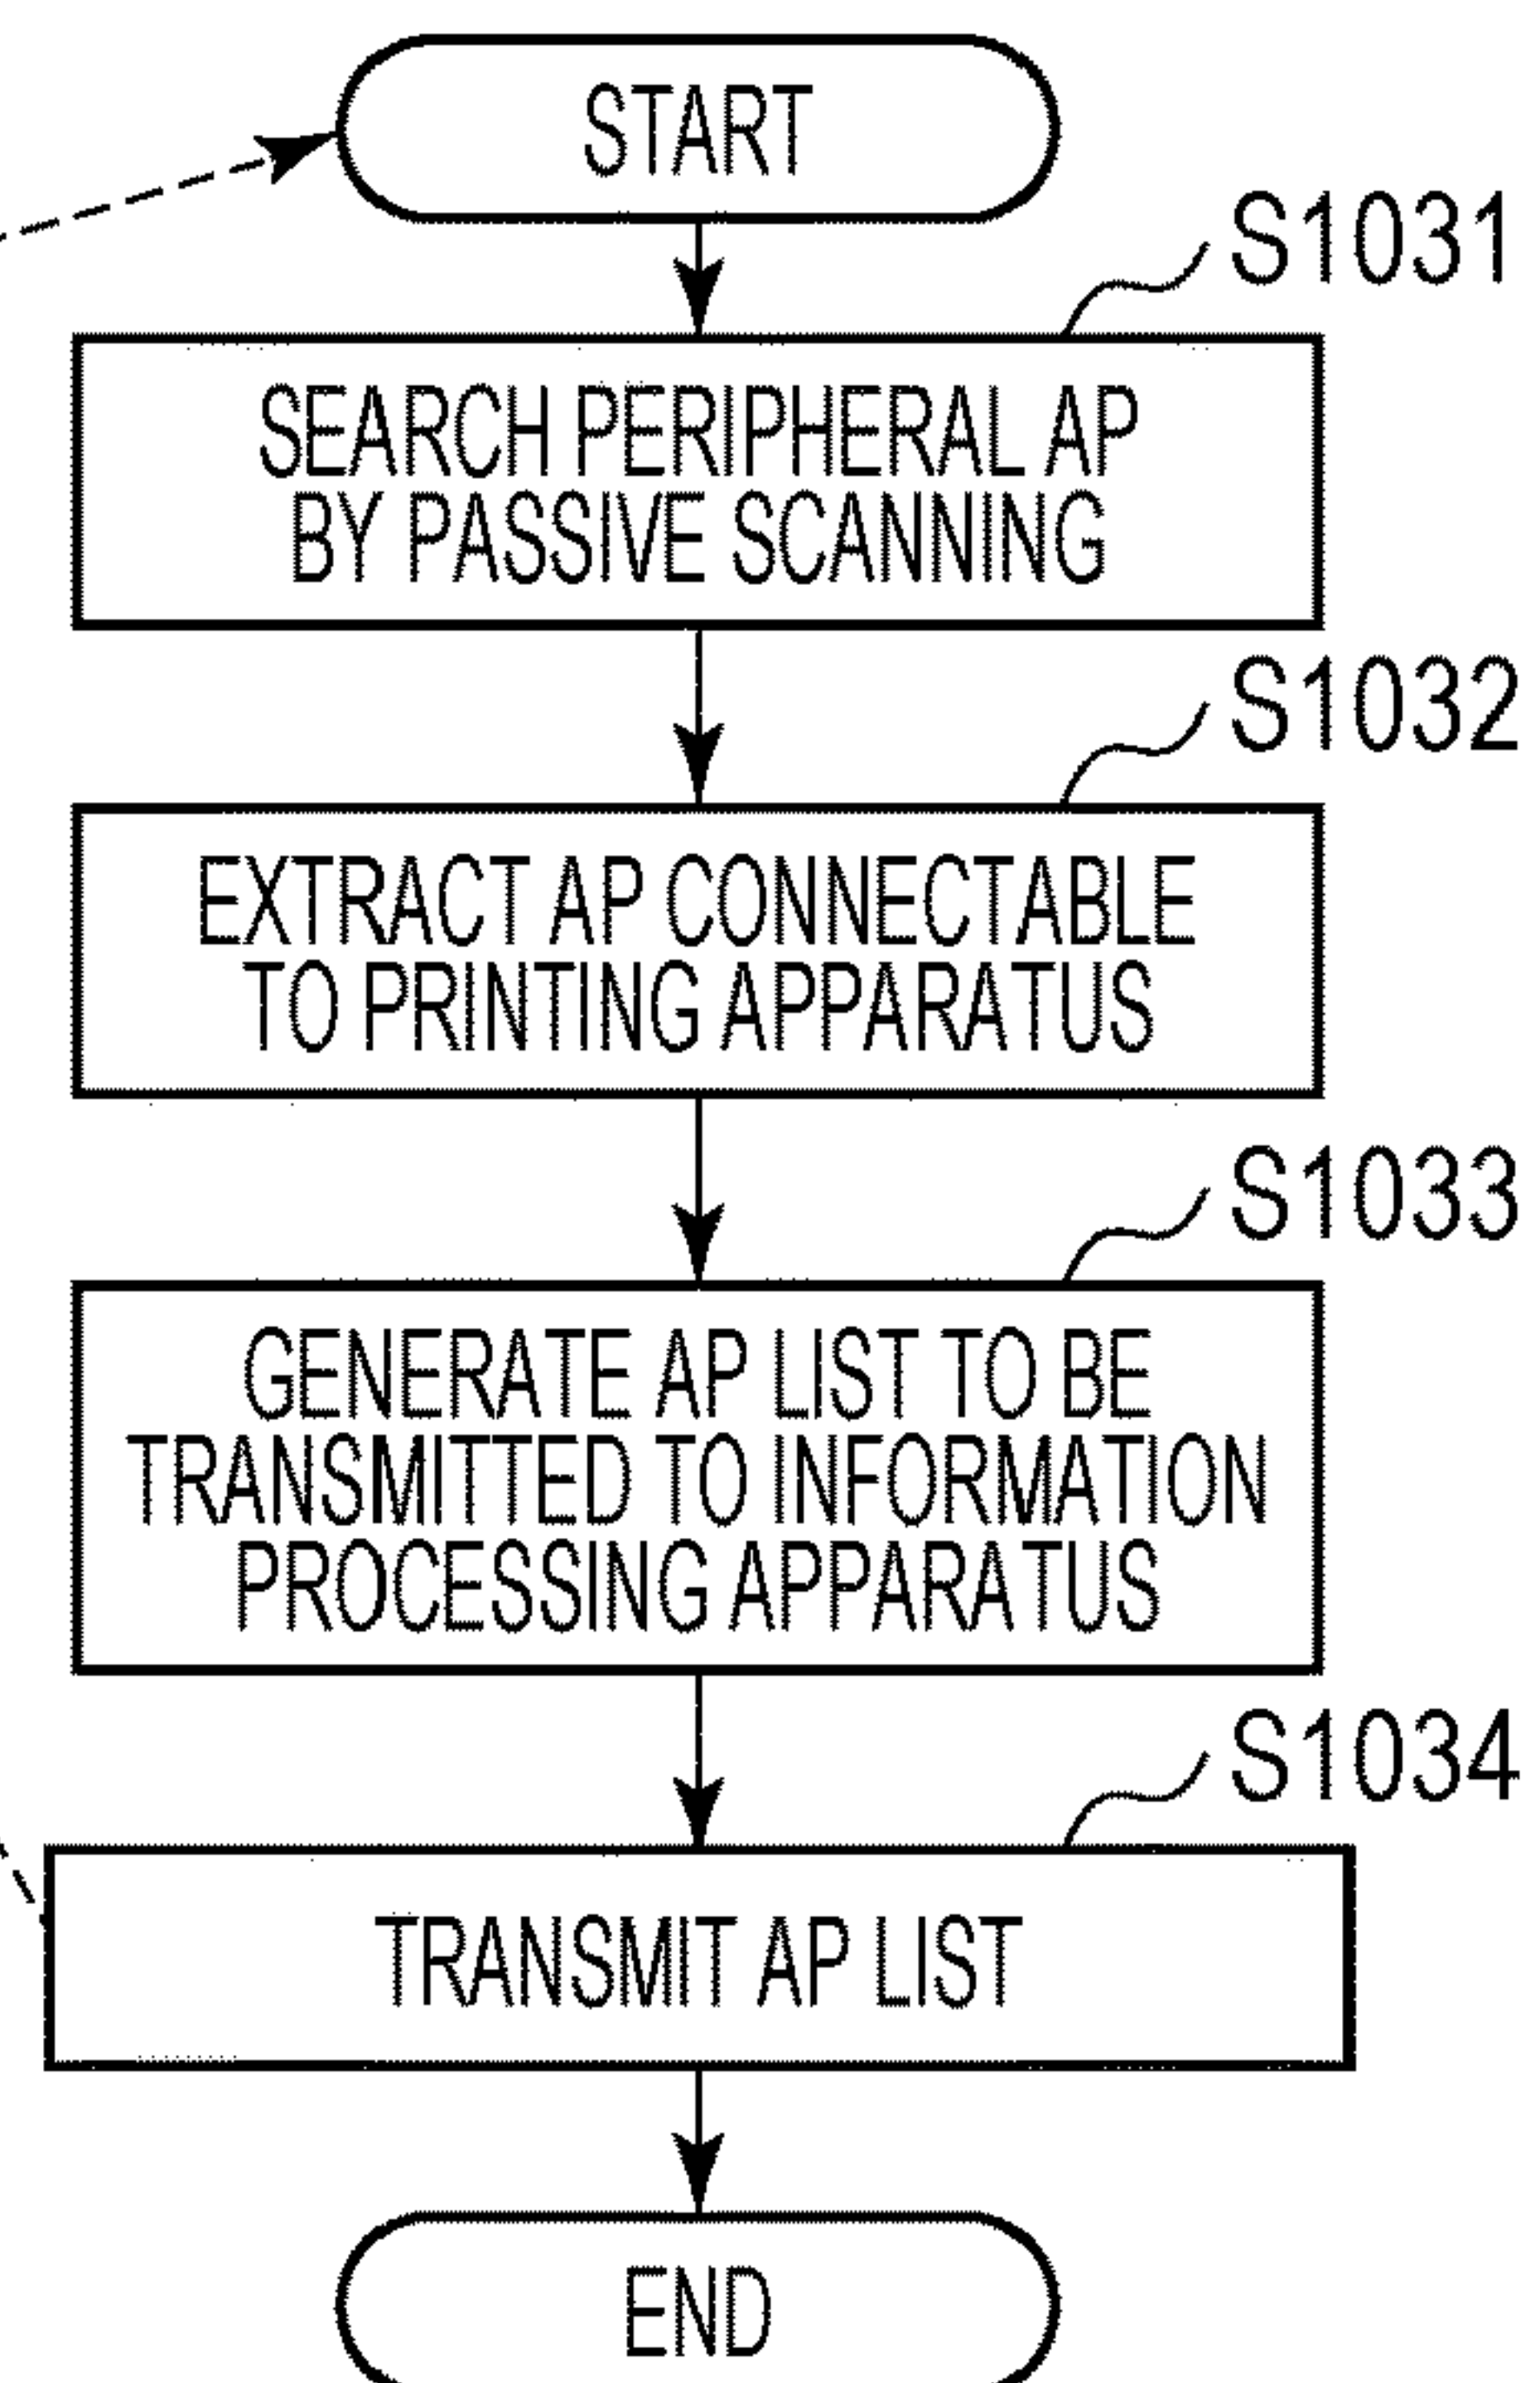 START
S1031
SEARCH PERIPHERAL AP
BY PASSIVE SCANNING
S1032
EXTRACT AP CONNECTABLE
TO PRINTING APPARATUS
S1033
GENERATE AP LIST TO BE
TRANSMITTED TO INFORMATION
PROCESSING APPARATUS
S1034
TRANSMIT AP LIST
END